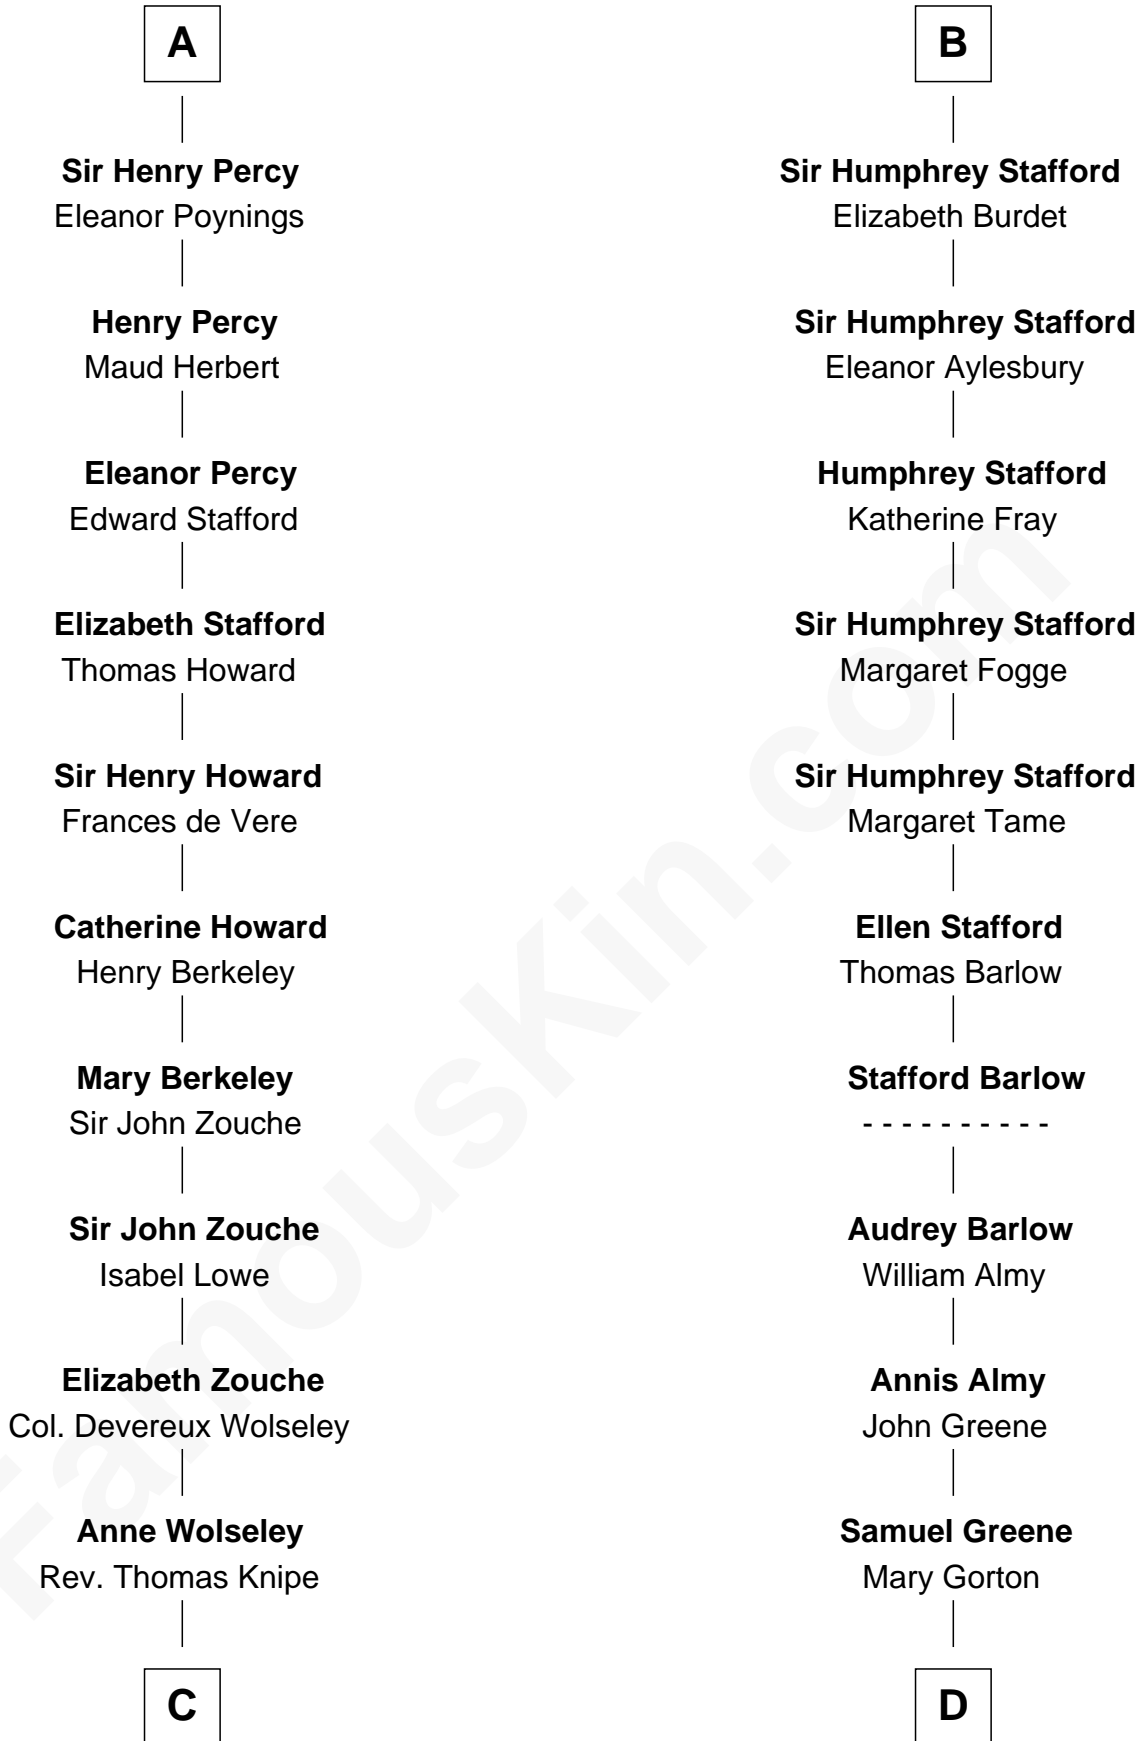 A
Sir Henry Percy
Eleanor Poynings
Henry Percy
Maud Herbert
Eleanor Percy
Edward Stafford
Elizabeth Stafford
Thomas Howard
Sir Henry Howard
Frances de Vere
Catherine Howard
Henry Berkeley
Mary Berkeley
Sir John Zouche
Sir John Zouche
Isabel Lowe
Elizabeth Zouche
Col. Devereux Wolseley
Anne Wolseley
Rev. Thomas Knipe
C
B
Sir Humphrey Stafford
Elizabeth Burdet
Sir Humphrey Stafford
Eleanor Aylesbury
Humphrey Stafford
Katherine Fray
Sir Humphrey Stafford
Margaret Fogge
Sir Humphrey Stafford
Margaret Tame
Ellen Stafford
Thomas Barlow
Stafford Barlow
- - - - - - - - - -
Audrey Barlow
William Almy
Annis Almy
John Greene
Samuel Greene
Mary Gorton
D
FamousKin.com